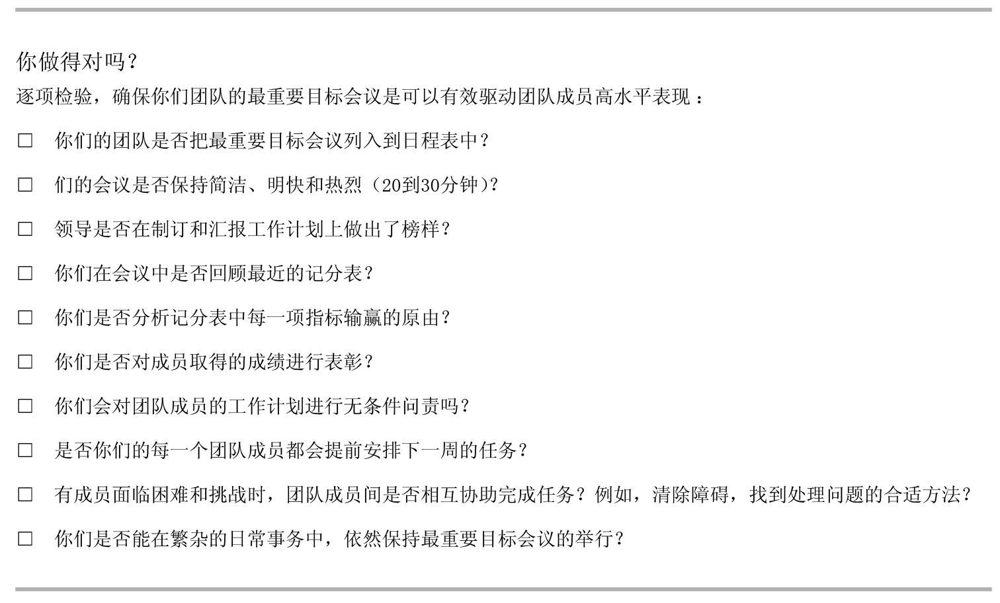 你做得对吗？
逐项检验，确保你们团队的最重要目标会议是可以有效驱动团队成员高水平表现：
□ 你们的团队是否把最重要目标会议列入到日程表中？
□ 们的会议是否保持简洁、明快和热烈（20到30分钟）？
□ 领导是否在制订和汇报工作计划上做出了榜样？
□ 你们在会议中是否回顾最近的记分表？
□ 你们是否分析记分表中每一项指标输赢的原由？
□ 你们是否对成员取得的成绩进行表彰？
□ 你们会对团队成员的工作计划进行无条件问责吗？
□ 是否你们的每一个团队成员都会提前安排下一周的任务？
□ 有成员面临困难和挑战时，团队成员间是否相互协助完成任务？例如，清除障碍，找到处理问题的合适方法？
□ 你们是否能在繁杂的日常事务中，依然保持最重要目标会议的举行？